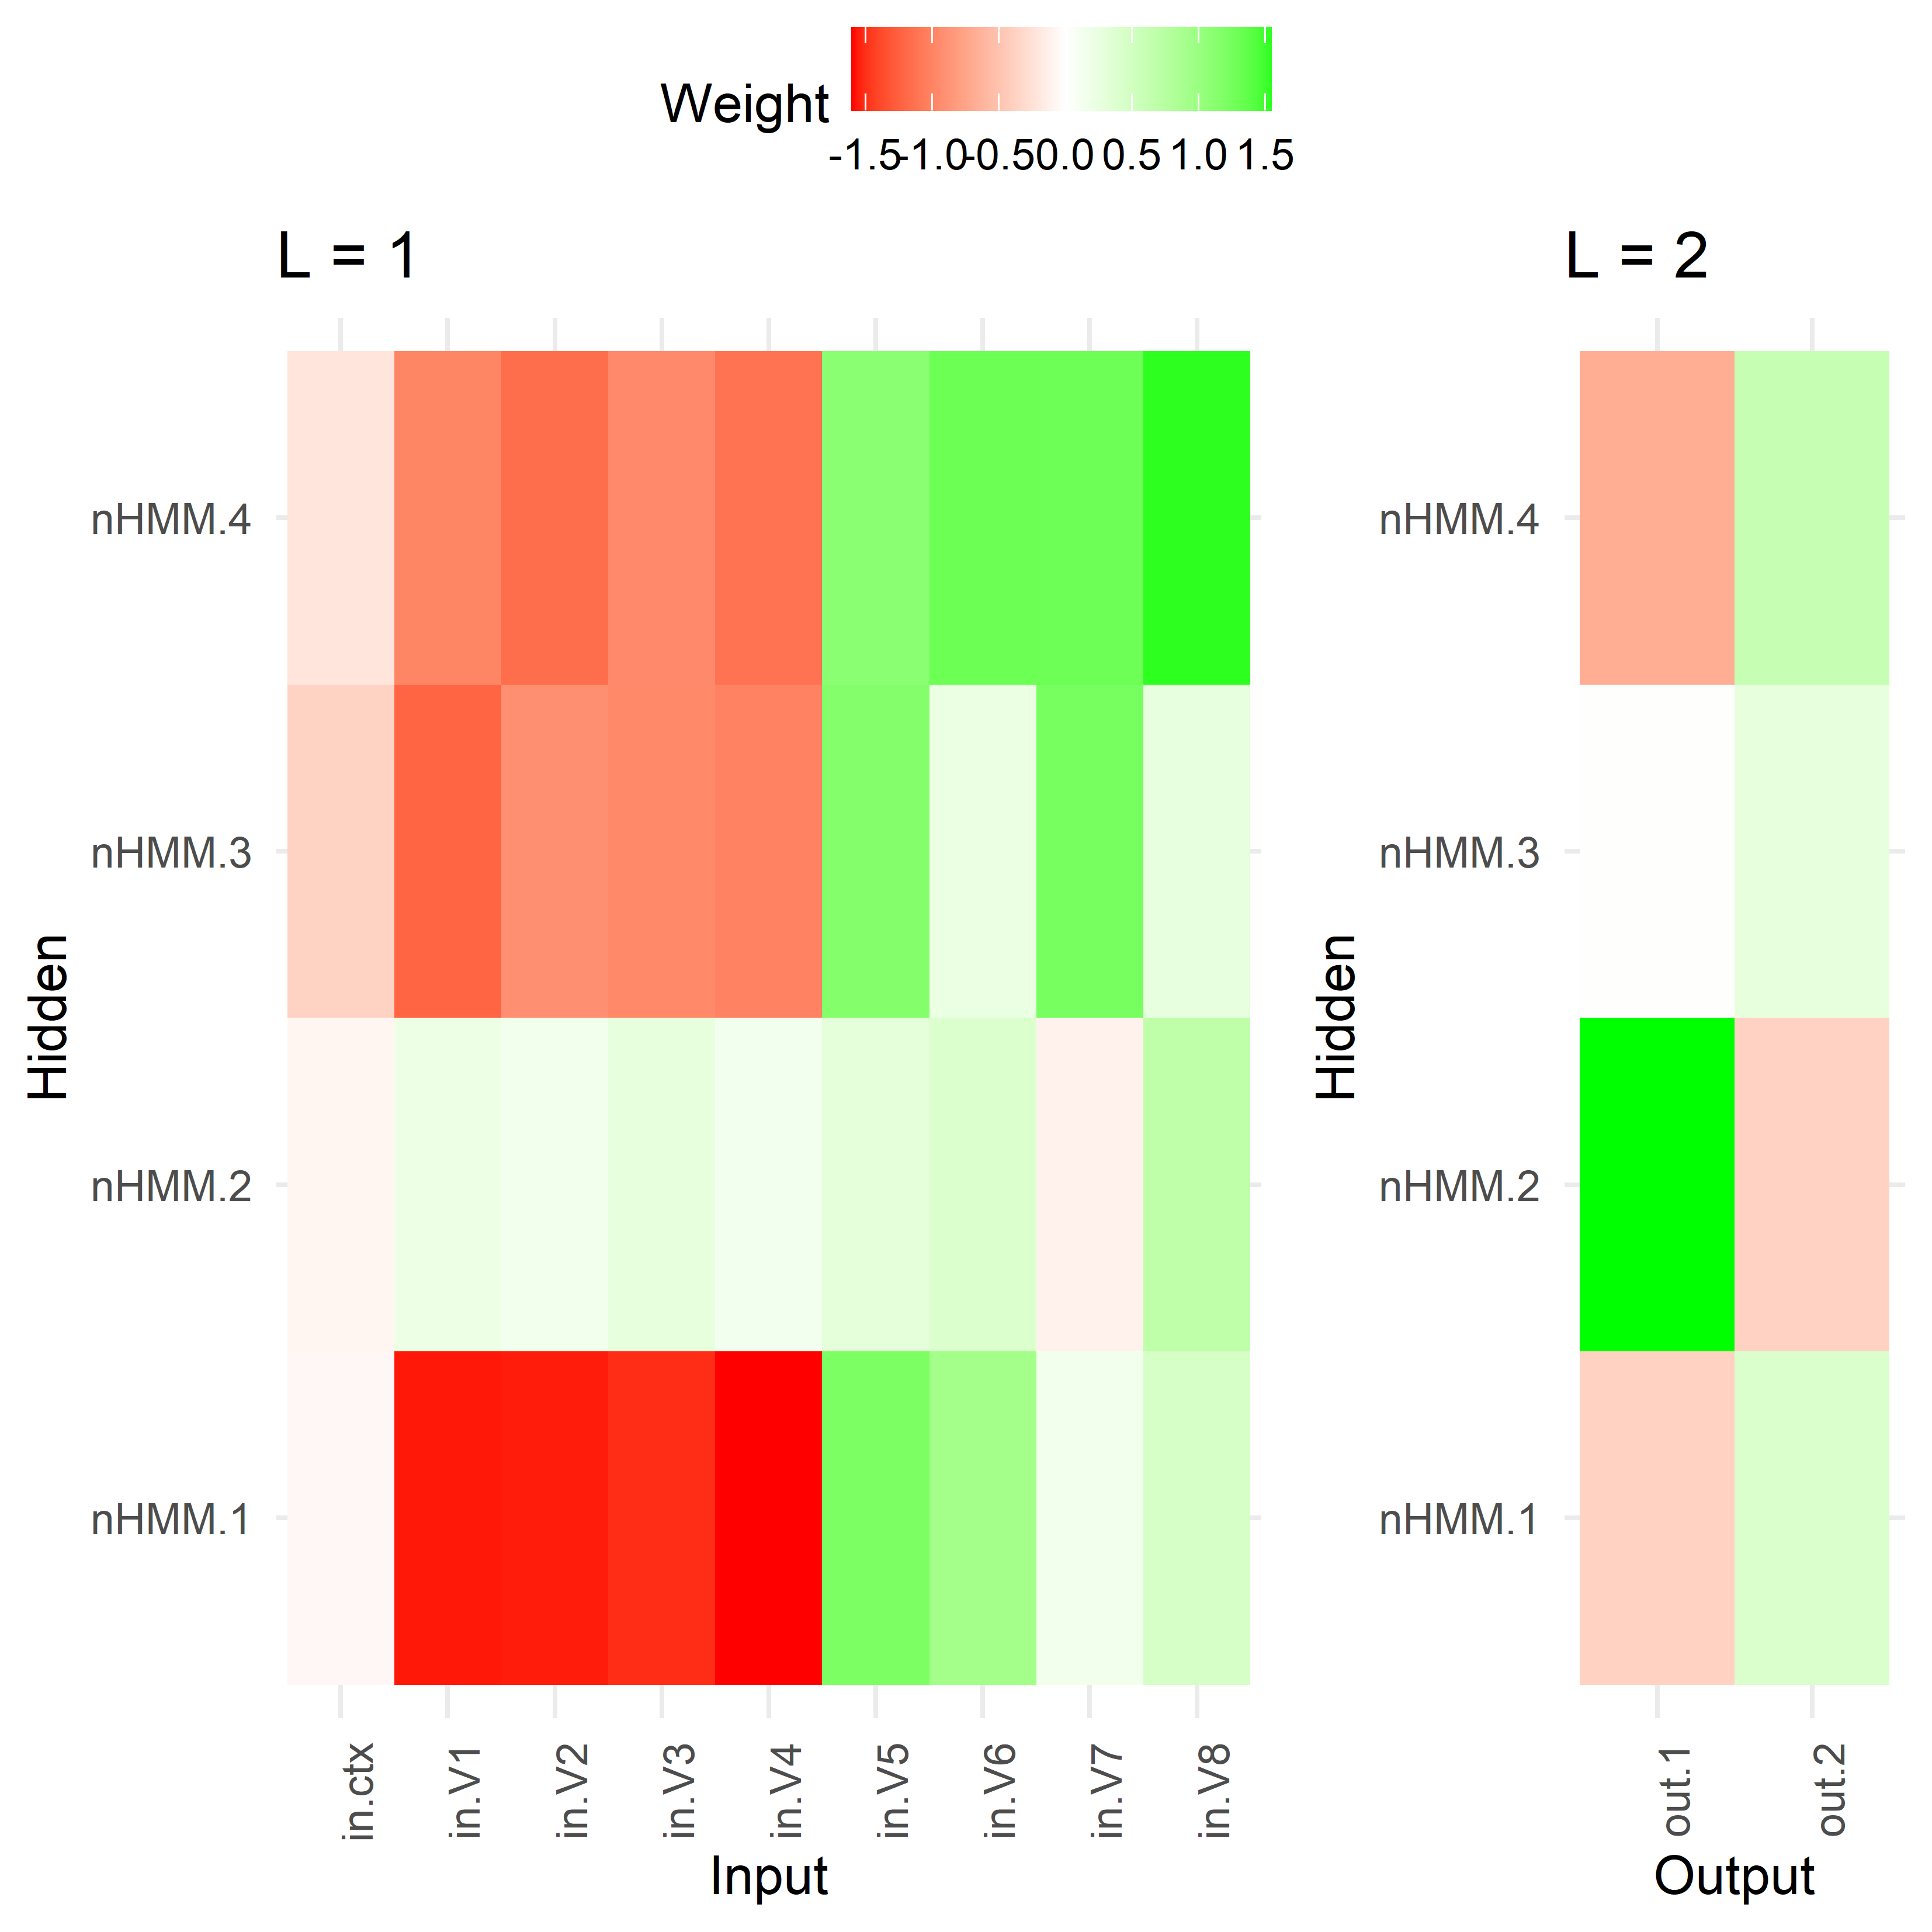 Weight
-1.5 -1.0 -0.5 0.0 0.5 1.0 1.5
L = 1
L = 2
Hidden
nHMM.4
nHMM.3
nHMM.2
nHMM.1
in.ctx in.V1 in.V2 in.V3 in.V4 in.V5 in.V6 in.V7 in.V8
Input
Hidden
nHMM.4
nHMM.3
nHMM.2
nHMM.1
out.1 out.2
Output